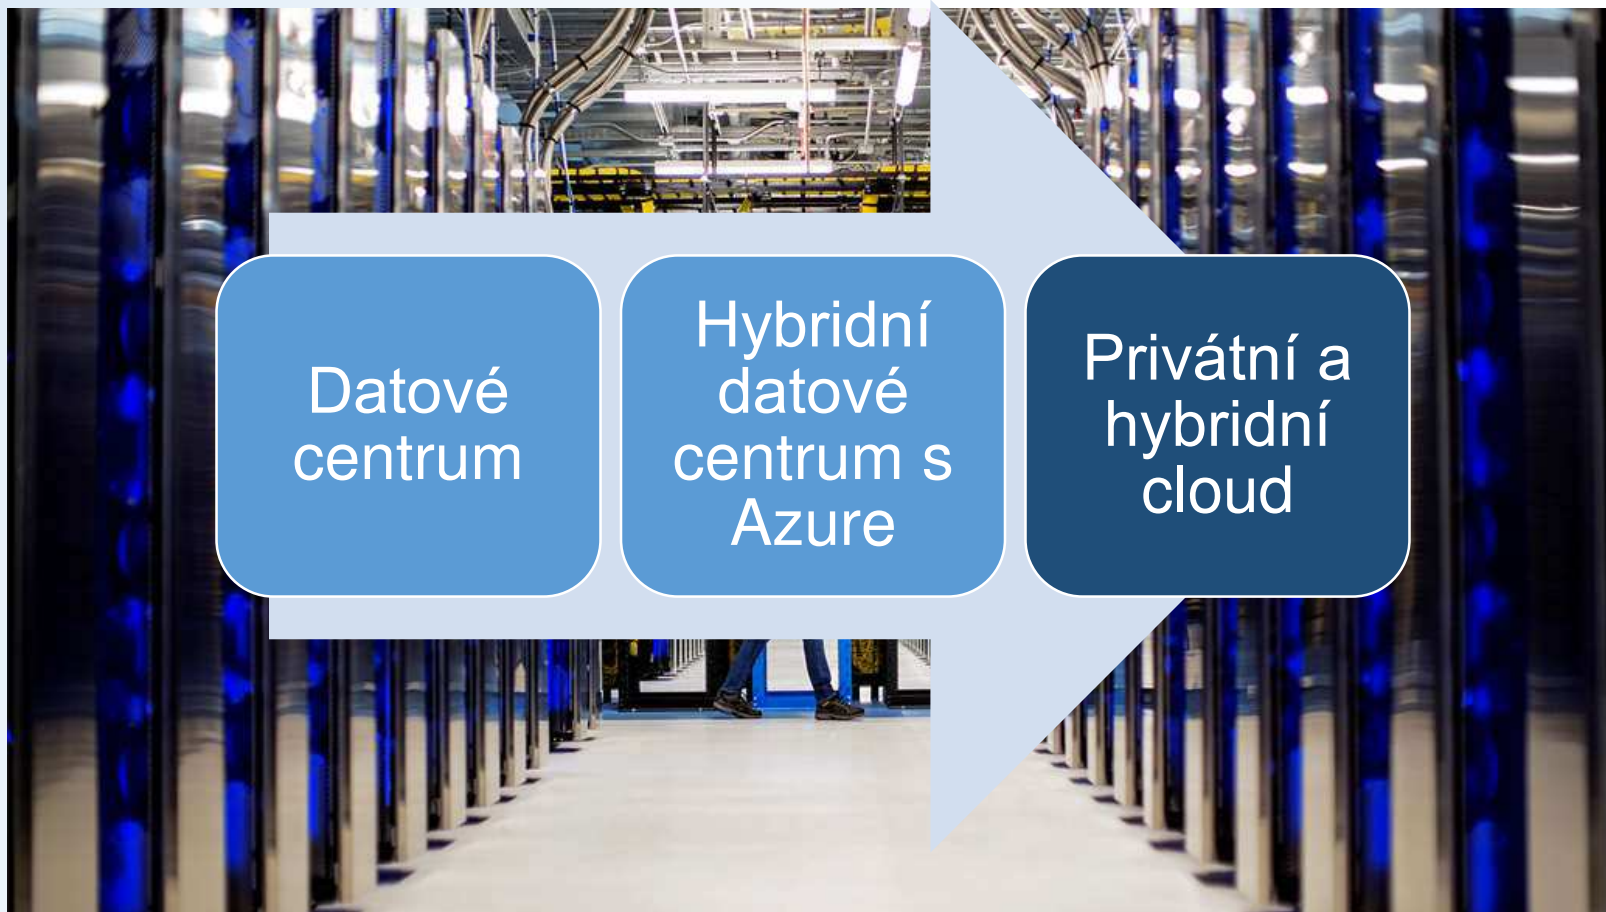 Datové
centrum
Hybridní
datové
centrum s
Azure
Privátní a
hybridní
cloud